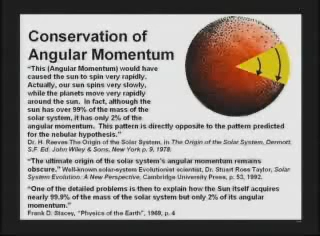 Conservation of
Angular Momentum
"This (Angular Momentum) would have
caused the sun to spin very rapidly.
Actually, our sun spins very slowly,
while the planets move very rapidly
around the sun. In fact, although the
sun has over 99% of the mass of the
solar system, it has only 2% of the
angular momentum. This pattern is directly opposite to the pattern predicted
for the nebular hypothesis."
Dr. H. Reeves The Origin of the Solar System, in The Origin of the Solar System, Dermott,
S.F. Ed. John Wiley & Sons, New York p. 9, 1978.
"The ultimate origin of the solar system's angular momentum remains
obscure." Well-known solar-system Evolutionist scientist, Dr. Stuart Ross Taylor, Solar
System Evolution: A New Perspective, Cambridge University Press, p. 53, 1992.
"One of the detailed problems is then to explain how the Sun itself acquires
nearly 99.9% of the mass of the solar system but only 2% of its angular
momentum."
Frank D. Stacey, "Physics of the Earth", 1969, p. 4